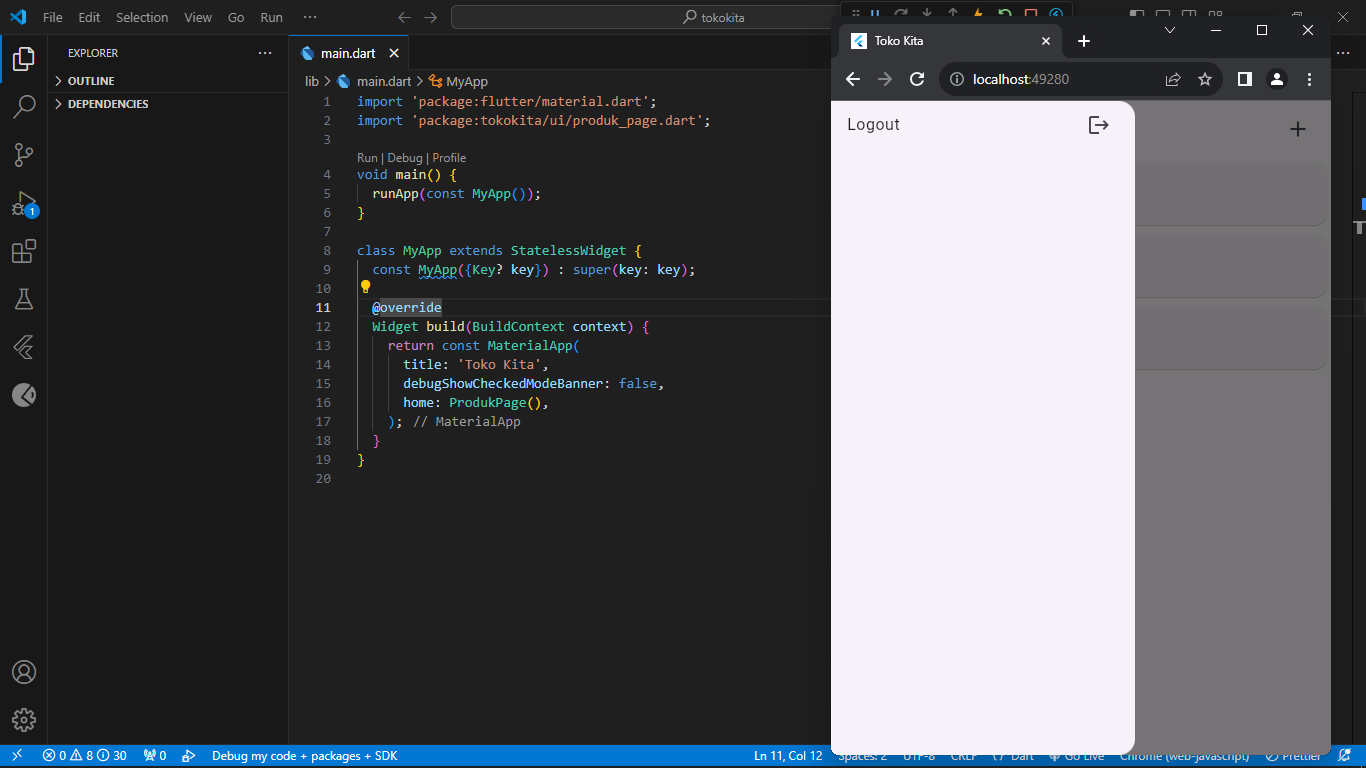 File Edit Selection View Go Run ··· tokokita
EXPLORER ···
OUTLINE
DEPENDENCIES
main.dart
lib > main.dart > MyApp
1 import 'package:flutter/material.dart';
2 import 'package:tokokita/ui/produk_page.dart';
3
Run | Debug | Profile
4 void main() {
5 runApp(const MyApp());
6 }
7
8 class MyApp extends StatelessWidget {
9 const MyApp({Key? key}) : super(key: key);
10
11 @override
12 Widget build(BuildContext context) {
13 return const MaterialApp(
14 title: 'Toko Kita',
15 debugShowCheckedModeBanner: false,
16 home: ProdukPage(),
17 ); // MaterialApp
18 }
19 }
20
1
Toko Kita
localhost:49280
Logout
0 8 30 0 Debug my code + packages + SDK Ln 11, Col 12 Spaces: 2 UTF-8 CRLF {} Dart Go Live Chrome (web-javascript) Prettier